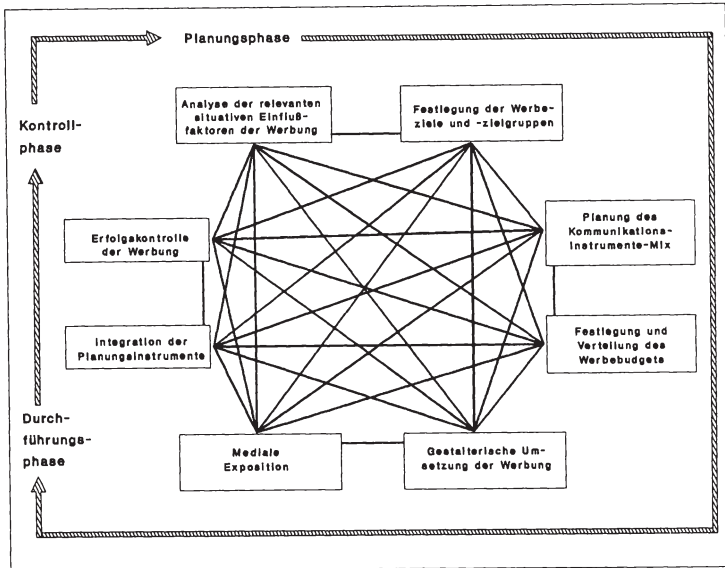 Planungsphase
Analyse der relevanten
situativen Einfluß-
faktoren der Werbung
Festlegung der Werbe-
ziele und -zielgruppen
Kontroll-
phase
Erfolgskontrolle
der Werbung
Planung des
Kommunikations-
instrumente-Mix
Integration der
Planungsinstrumente
Festlegung und
Verteilung des
Werbebudgets
Durch-
führungs-
phase
Mediale
Exposition
Gestalterische Um-
setzung der Werbung